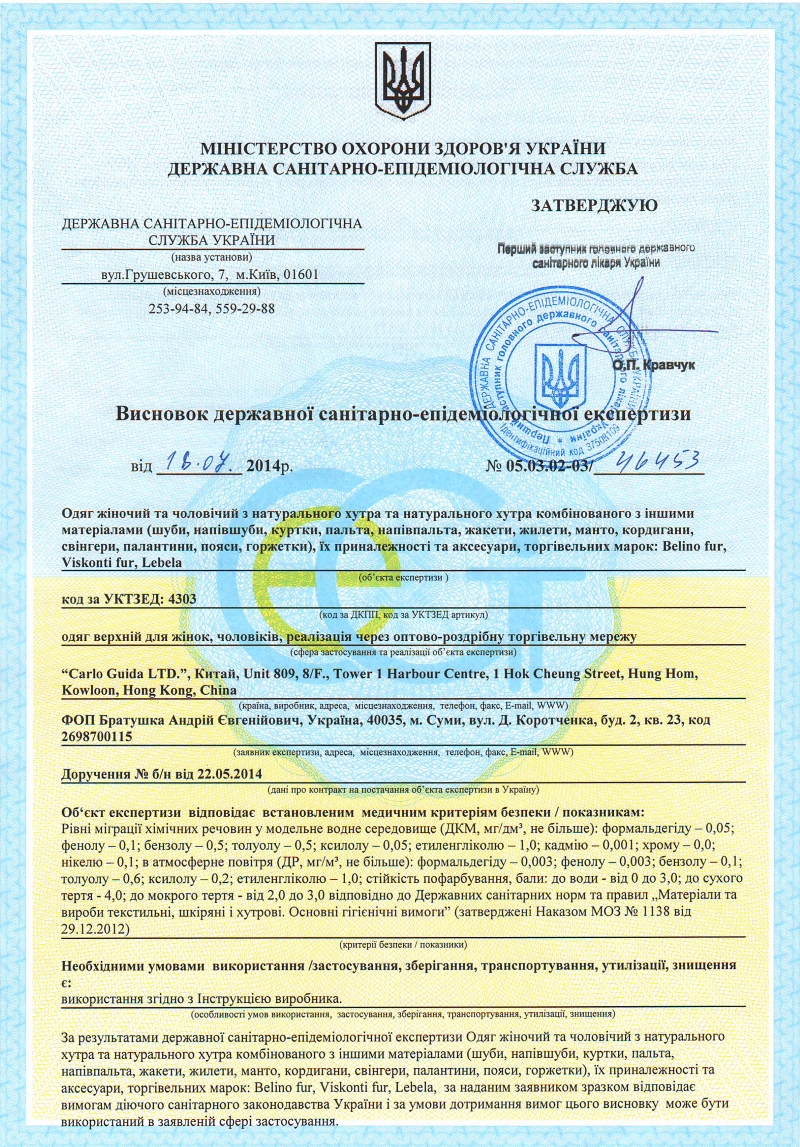 МІНІСТЕРСТВО ОХОРОНИ ЗДОРОВ'Я УКРАЇНИ
ДЕРЖАВНА САНІТАРНО-ЕПІДЕМІОЛОГІЧНА СЛУЖБА
ЗАТВЕРДЖУЮ
ДЕРЖАВНА САНІТАРНО-ЕПІДЕМІОЛОГІЧНА
СЛУЖБА УКРАЇНИ
(назва установи)
вул.Грушевського, 7, м.Київ, 01601
(місцезнаходження)
253-94-84, 559-29-88
Перший заступник головного державного
санітарного лікаря України
ДЕРЖАВНА САНІТАРНО-ЕПІДЕМІОЛОГІЧНА СЛУЖБА УКРАЇНИ
Перший заступник головного державного санітарного лікаря України
Ідентифікаційний код 37508109
О.П. Кравчук
Висновок державної санітарно-епідеміологічної експертизи
від 18.07. 2014р. № 05.03.02-03/ 46453
Одяг жіночий та чоловічий з натурального хутра та натурального хутра комбінованого з іншими
матеріалами (шуби, напівшуби, куртки, пальта, напівпальта, жакети, жилети, манто, кордигани,
свінгери, палантини, пояси, горжетки), їх приналежності та аксесуари, торгівельних марок: Belino fur,
Viskonti fur, Lebela
(об'єкта експертизи )
код за УКТЗЕД: 4303
(код за ДКПП, код за УКТЗЕД артикул)
одяг верхній для жінок, чоловіків, реалізація через оптово-роздрібну торгівельну мережу
(сфера застосування та реалізації об'єкта експертизи)
“Carlo Guida LTD.”, Китай, Unit 809, 8/F., Tower 1 Harbour Centre, 1 Hok Cheung Street, Hung Hom,
Kowloon, Hong Kong, China
(країна, виробник, адреса, місцезнаходження, телефон, факс, E-mail, WWW)
ФОП Братушка Андрій Євгенійович, Україна, 40035, м. Суми, вул. Д. Коротченка, буд. 2, кв. 23, код
2698700115
(заявник експертизи, адреса, місцезнаходження, телефон, факс, E-mail, WWW)
Доручення № б/н від 22.05.2014
(дані про контракт на постачання об'єкта експертизи в Україну)
Об‘єкт експертизи відповідає встановленим медичним критеріям безпеки / показникам:
Рівні міграції хімічних речовин у модельне водне середовище (ДКМ, мг/дм³, не більше): формальдегіду – 0,05;
фенолу – 0,1; бензолу – 0,5; толуолу – 0,5; ксилолу – 0,05; етиленгліколю – 1,0; кадмію – 0,001; хрому – 0,0;
нікелю – 0,1; в атмосферне повітря (ДР, мг/м³, не більше): формальдегіду – 0,003; фенолу – 0,003; бензолу – 0,1;
толуолу – 0,6; ксилолу – 0,2; етиленгліколю – 1,0; стійкість пофарбування, бали: до води - від 0 до 3,0; до сухого
тертя - 4,0; до мокрого тертя - від 2,0 до 3,0 відповідно до Державних санітарних норм та правил „Матеріали та
вироби текстильні, шкіряні і хутрові. Основні гігієнічні вимоги” (затверджені Наказом МОЗ № 1138 від
29.12.2012)
(критерії безпеки / показники)
Необхідними умовами використання /застосування, зберігання, транспортування, утилізації, знищення
є:
використання згідно з Інструкцією виробника.
(особливості умов використання, застосування, зберігання, транспортування, утилізації, знищення)
За результатами державної санітарно-епідеміологічної експертизи Одяг жіночий та чоловічий з натурального
хутра та натурального хутра комбінованого з іншими матеріалами (шуби, напівшуби, куртки, пальта,
напівпальта, жакети, жилети, манто, кордигани, свінгери, палантини, пояси, горжетки), їх приналежності та
аксесуари, торгівельних марок: Belino fur, Viskonti fur, Lebela, за наданим заявником зразком відповідає
вимогам діючого санітарного законодавства України і за умови дотримання вимог цього висновку може бути
використаний в заявленій сфері застосування.